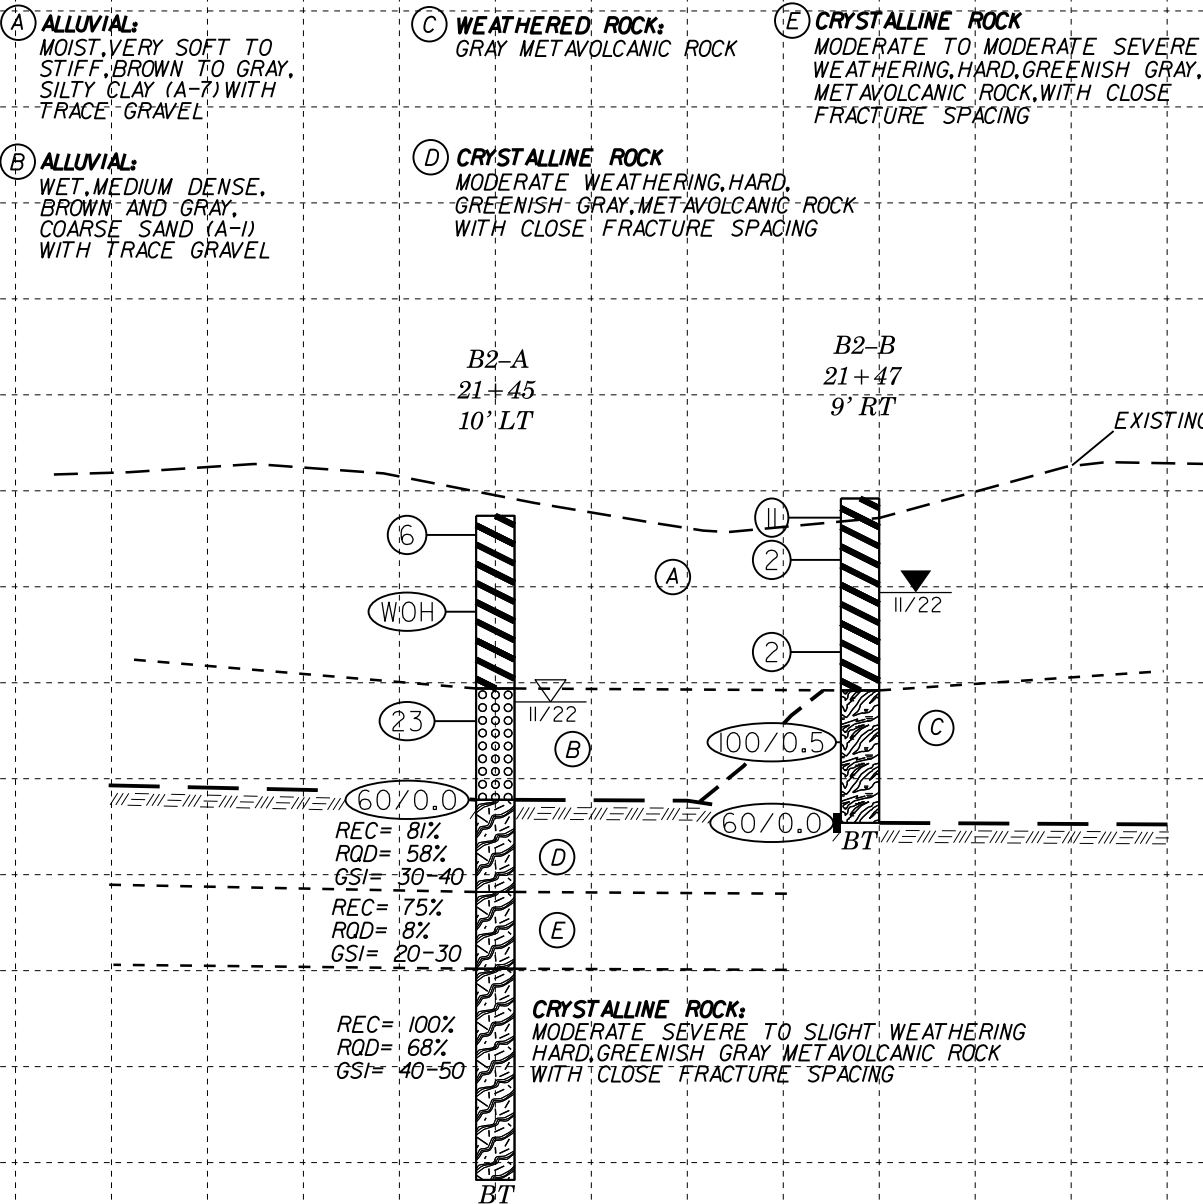 A ALLUVIAL:
MOIST, VERY SOFT TO
STIFF, BROWN TO GRAY,
SILTY CLAY (A-7) WITH
TRACE GRAVEL
B ALLUVIAL:
WET, MEDIUM DENSE,
BROWN AND GRAY,
COARSE SAND (A-1)
WITH TRACE GRAVEL
C WEATHERED ROCK:
GRAY METAVOLCANIC ROCK
D CRYSTALLINE ROCK
MODERATE WEATHERING, HARD,
GREENISH GRAY, METAVOLCANIC ROCK
WITH CLOSE FRACTURE SPACING
E CRYSTALLINE ROCK
MODERATE TO MODERATE SEVERE
WEATHERING, HARD, GREENISH GRAY,
METAVOLCANIC ROCK, WITH CLOSE
FRACTURE SPACING
B2-A
21+45
10' LT
B2-B
21+47
9' RT
EXISTING
6
WOH
23
60/0.0
A
11
2
2
100/0.5
60/0.0
11/22
11/22
B
C
BT
REC= 81%
RQD= 58%
GSI= 30-40
D
REC= 75%
RQD= 8%
GSI= 20-30
E
REC= 100%
RQD= 68%
GSI= 40-50
CRYSTALLINE ROCK:
MODERATE SEVERE TO SLIGHT WEATHERING
HARD, GREENISH GRAY METAVOLCANIC ROCK
WITH CLOSE FRACTURE SPACING
BT